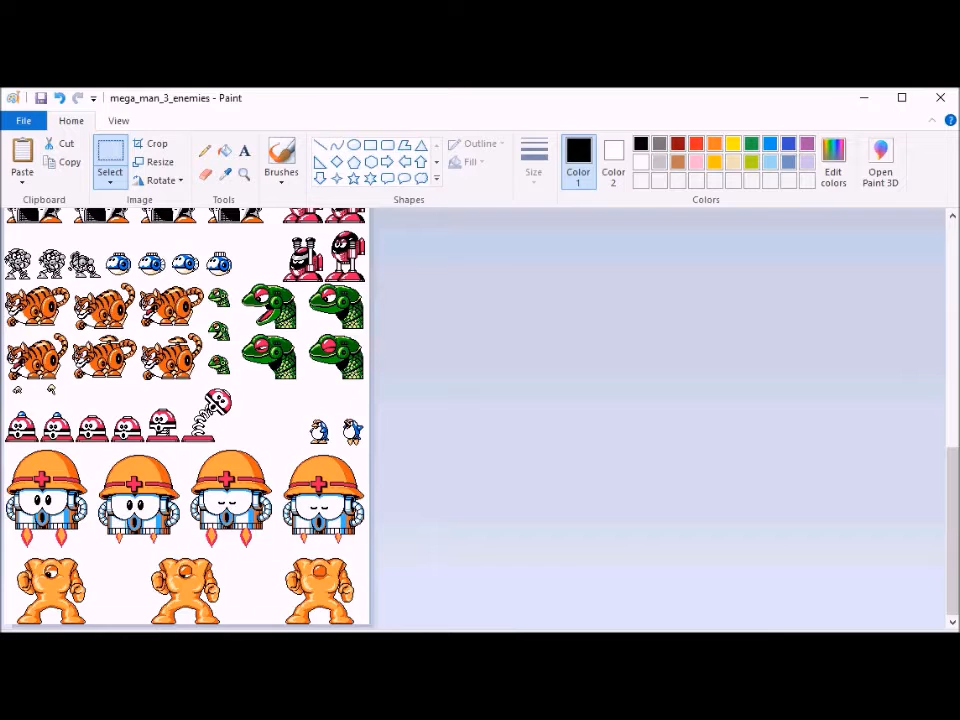 mega_man_3_enemies - Paint
File Home View
Paste
Cut
Copy
Clipboard
Select
Crop
Resize
Rotate
Image
A
Tools
Brushes
Outline
Fill
Shapes
Size
Color 1
Color 2
Edit colors
Open Paint 3D
Colors